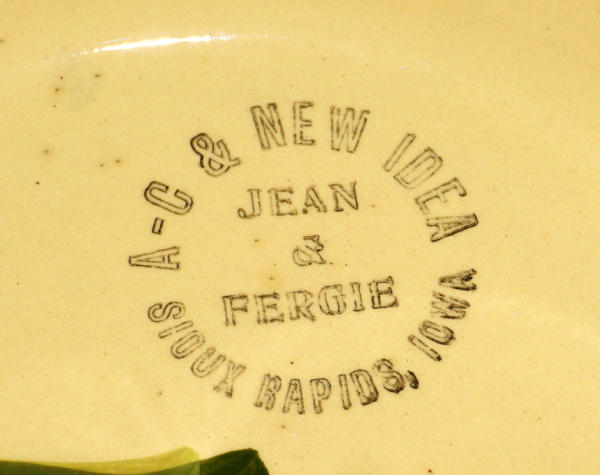 A-C & NEW IDEA
JEAN
&
FERGIE
SIOUX RAPIDS, IOWA